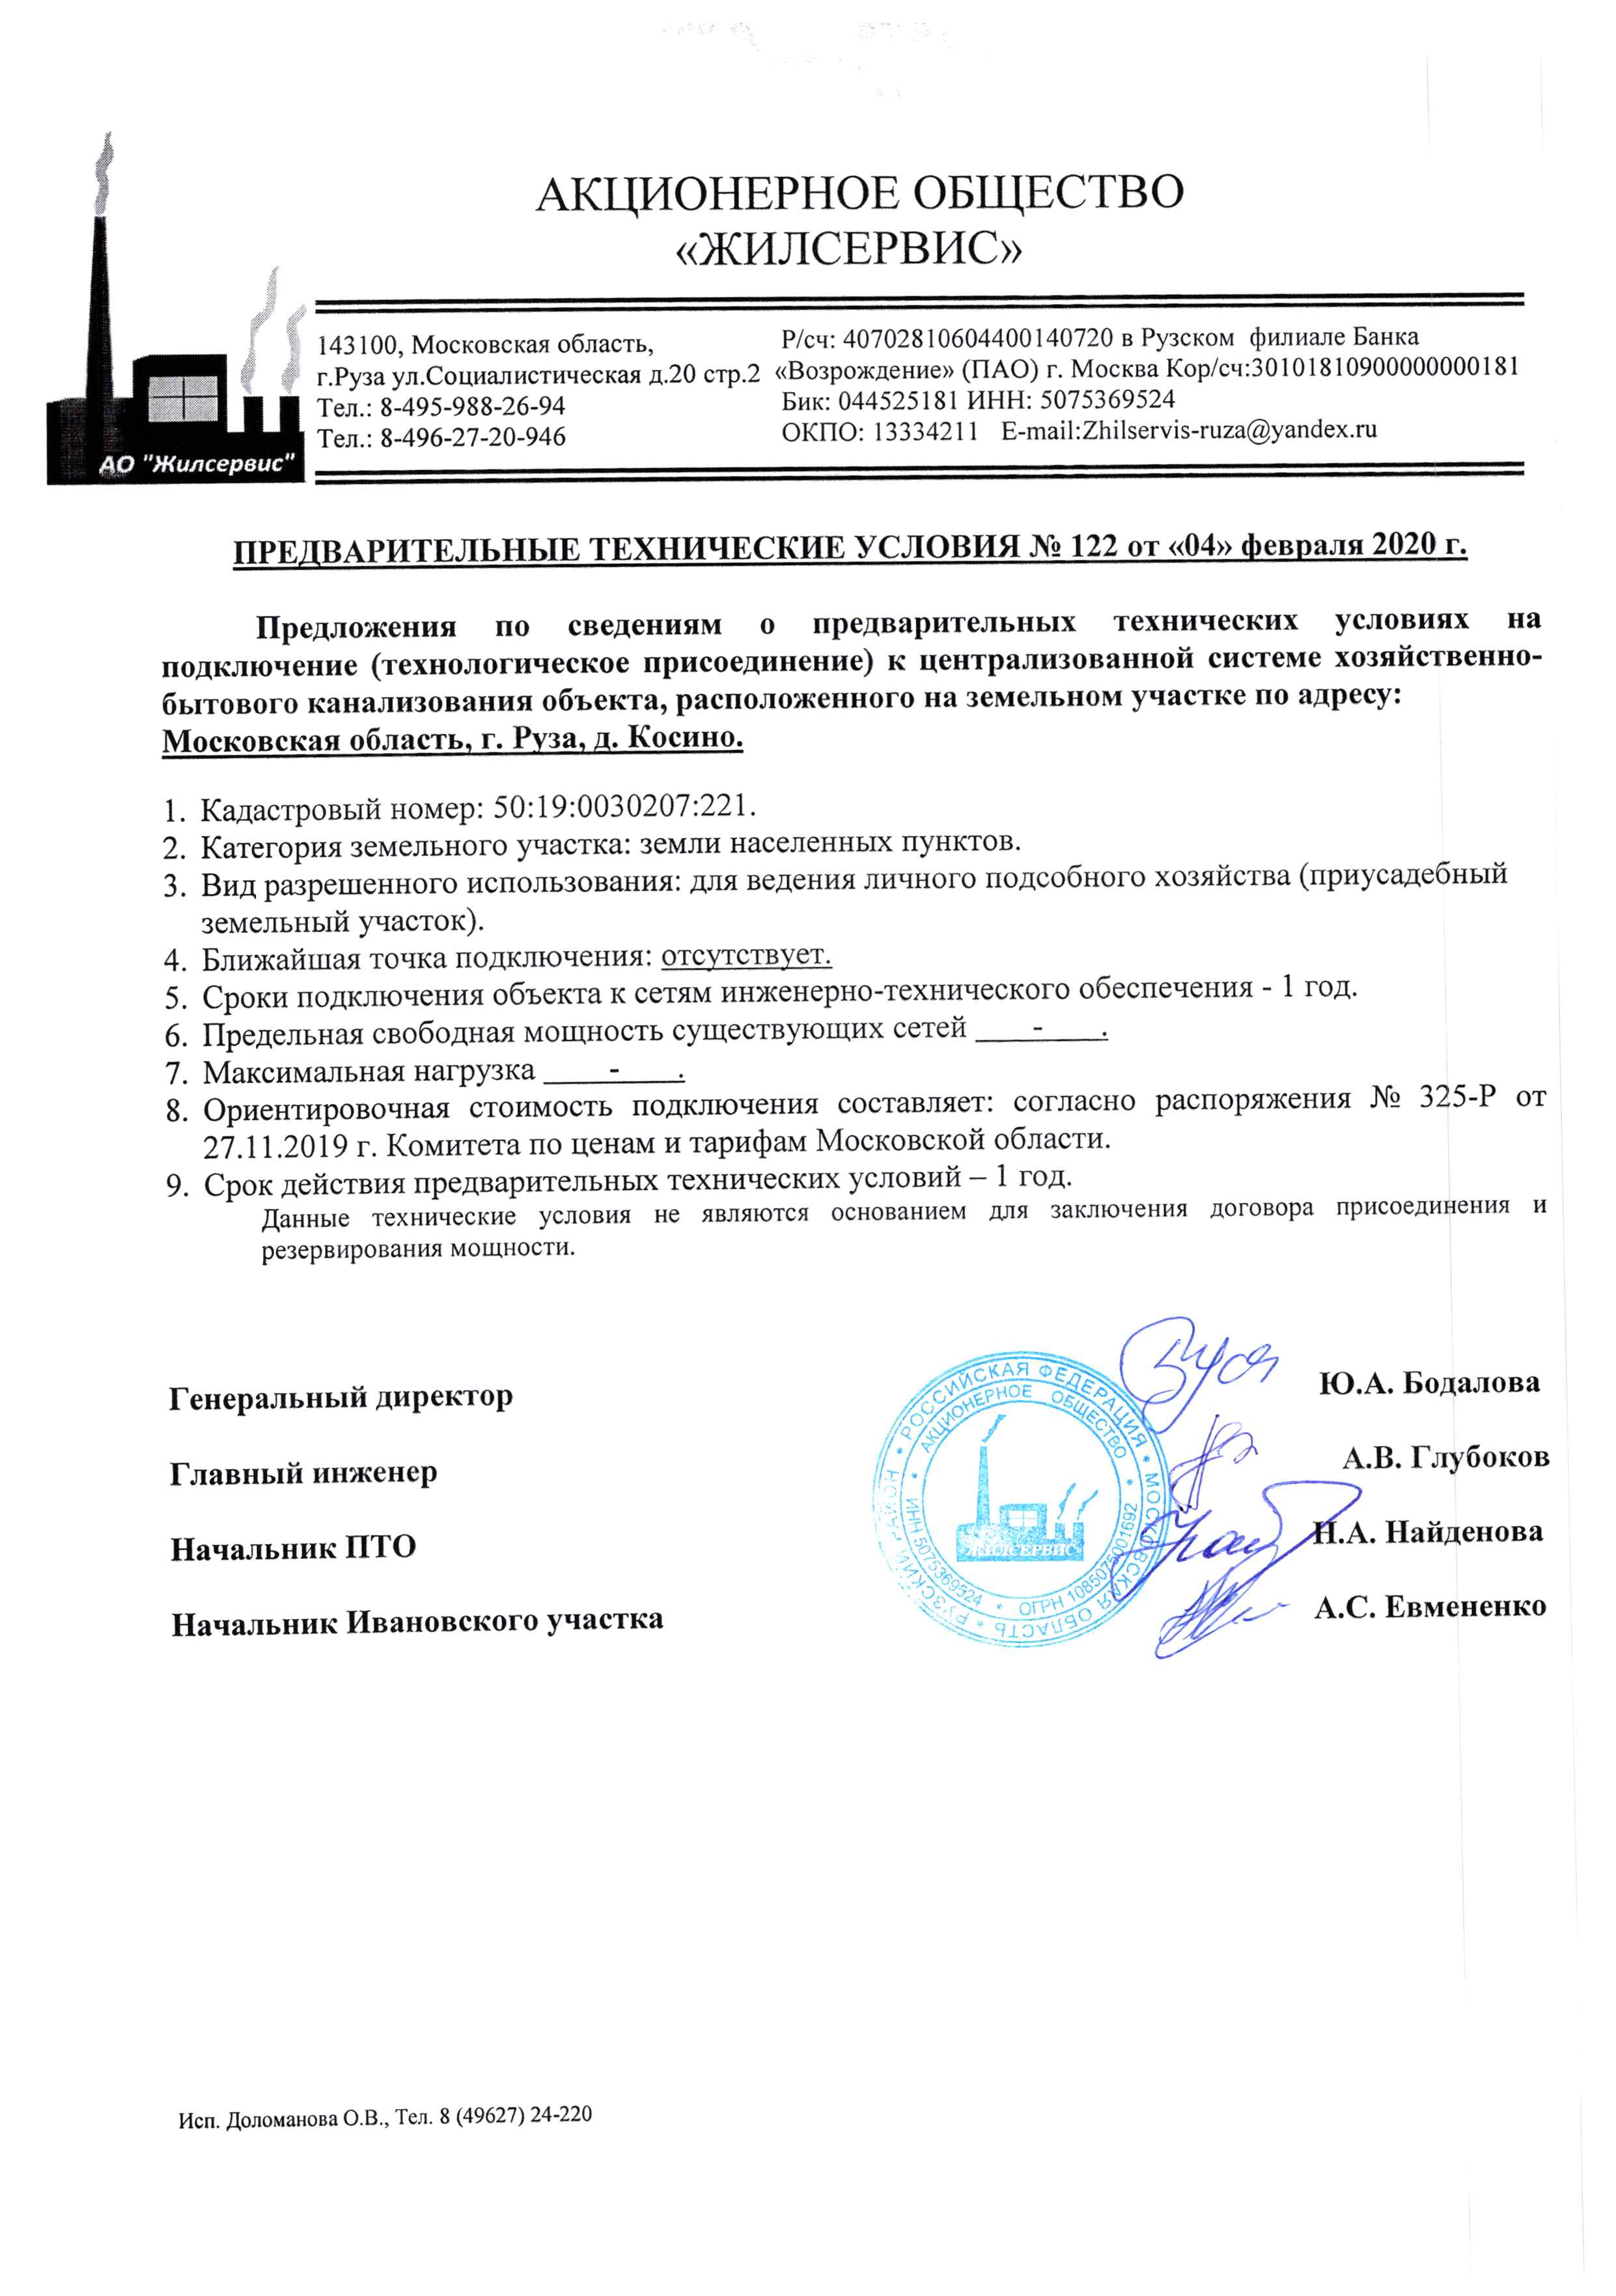 АКЦИОНЕРНОЕ ОБЩЕСТВО
«ЖИЛСЕРВИС»
АО "Жилсервис"
143100, Московская область,
г.Руза ул.Социалистическая д.20 стр.2
Тел.: 8-495-988-26-94
Тел.: 8-496-27-20-946
Р/сч: 40702810604400140720 в Рузском филиале Банка
«Возрождение» (ПАО) г. Москва Кор/сч:30101810900000000181
Бик: 044525181 ИНН: 5075369524
ОКПО: 13334211 E-mail:Zhilservis-ruza@yandex.ru
ПРЕДВАРИТЕЛЬНЫЕ ТЕХНИЧЕСКИЕ УСЛОВИЯ № 122 от «04» февраля 2020 г.
Предложения по сведениям о предварительных технических условиях на
подключение (технологическое присоединение) к централизованной системе хозяйственно-
бытового канализования объекта, расположенного на земельном участке по адресу:
Московская область, г. Руза, д. Косино.
1. Кадастровый номер: 50:19:0030207:221.
2. Категория земельного участка: земли населенных пунктов.
3. Вид разрешенного использования: для ведения личного подсобного хозяйства (приусадебный
земельный участок).
4. Ближайшая точка подключения: отсутствует.
5. Сроки подключения объекта к сетям инженерно-технического обеспечения - 1 год.
6. Предельная свободная мощность существующих сетей ____-____.
7. Максимальная нагрузка ____-____.
8. Ориентировочная стоимость подключения составляет: согласно распоряжения № 325-Р от
27.11.2019 г. Комитета по ценам и тарифам Московской области.
9. Срок действия предварительных технических условий – 1 год.
Данные технические условия не являются основанием для заключения договора присоединения и
резервирования мощности.
Генеральный директор Ю.А. Бодалова
Главный инженер А.В. Глубоков
Начальник ПТО Н.А. Найденова
Начальник Ивановского участка А.С. Евмененко
* РОССИЙСКАЯ ФЕДЕРАЦИЯ * МОСКОВСКАЯ ОБЛАСТЬ * РУЗСКИЙ РАЙОН
* АКЦИОНЕРНОЕ ОБЩЕСТВО *
ИНН 5075369524 * ОГРН 1085075001692
ЖИЛСЕРВИС
Исп. Доломанова О.В., Тел. 8 (49627) 24-220